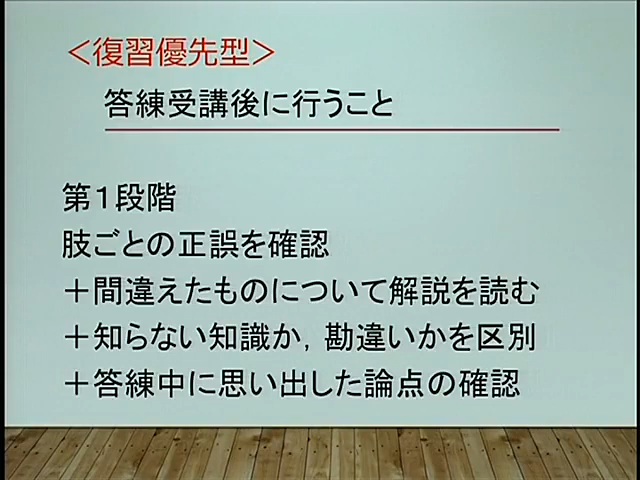 ＜復習優先型＞
答練受講後に行うこと
第１段階
肢ごとの正誤を確認
＋間違えたものについて解説を読む
＋知らない知識か，勘違いかを区別
＋答練中に思い出した論点の確認